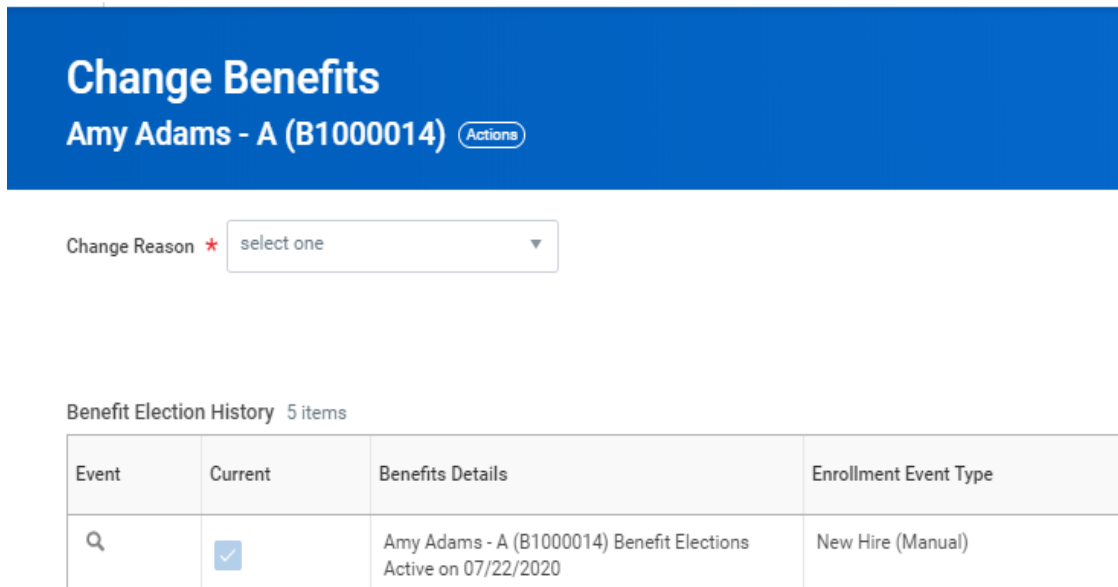 Change Benefits
Amy Adams - A (B1000014) Actions
Change Reason * select one
Benefit Election History 5 items
Event Current Benefits Details Enrollment Event Type
Amy Adams - A (B1000014) Benefit Elections New Hire (Manual)
Active on 07/22/2020